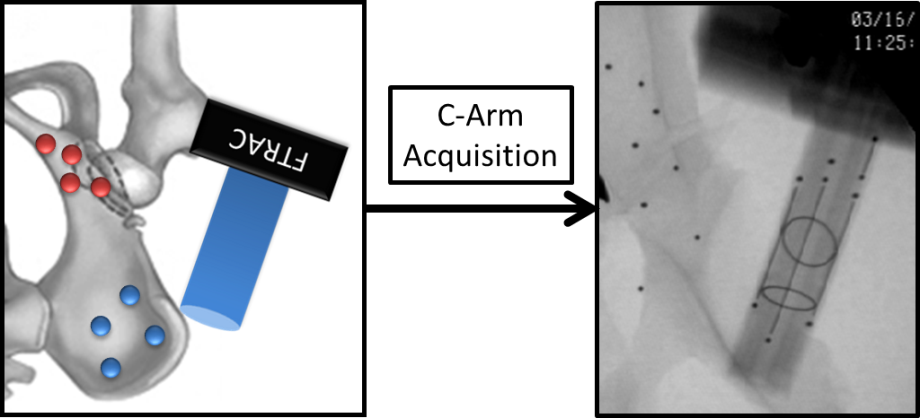 FTRAC
C-Arm
Acquisition
03/16/
11:25: